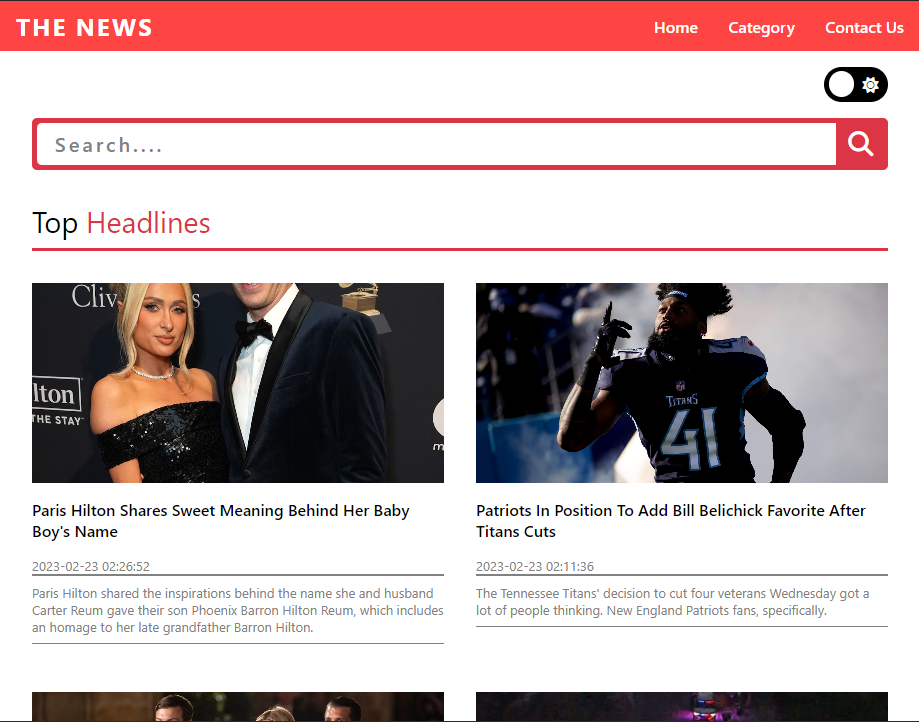 THE NEWS
Home Category Contact Us
Search....
Top Headlines
Cliv s
lton
THE STAY
m
TITANS
41
Paris Hilton Shares Sweet Meaning Behind Her Baby
Boy's Name
2023-02-23 02:26:52
Paris Hilton shared the inspirations behind the name she and husband
Carter Reum gave their son Phoenix Barron Hilton Reum, which includes
an homage to her late grandfather Barron Hilton.
Patriots In Position To Add Bill Belichick Favorite After
Titans Cuts
2023-02-23 02:11:36
The Tennessee Titans' decision to cut four veterans Wednesday got a
lot of people thinking. New England Patriots fans, specifically.